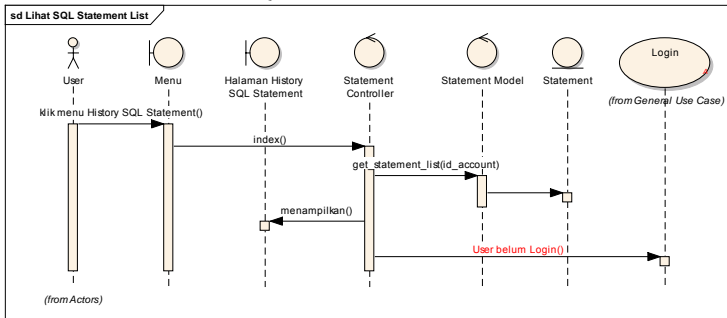 sd Lihat SQL Statement List
User
Menu
Halaman History
SQL Statement
Statement
Controller
Statement Model
Statement
Login
(from General Use Case)
klik menu History SQL Statement()
index()
get_statement_list(id_account)
menampilkan()
User belum Login()
(from Actors)